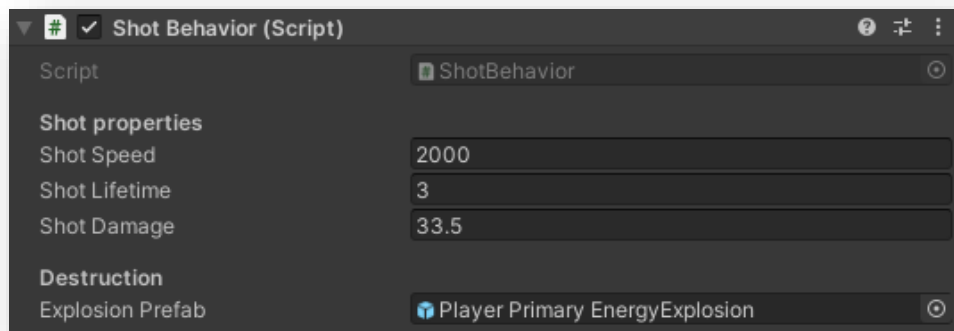 Shot Behavior (Script)
Script ShotBehavior
Shot properties
Shot Speed 2000
Shot Lifetime 3
Shot Damage 33.5
Destruction
Explosion Prefab Player Primary EnergyExplosion